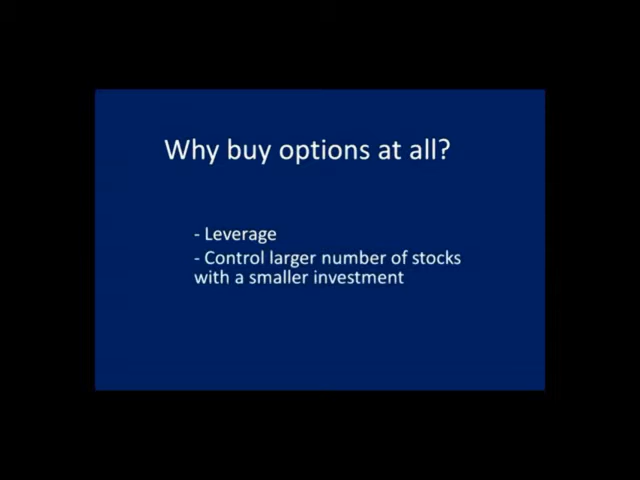 Why buy options at all?
- Leverage
- Control larger number of stocks
with a smaller investment